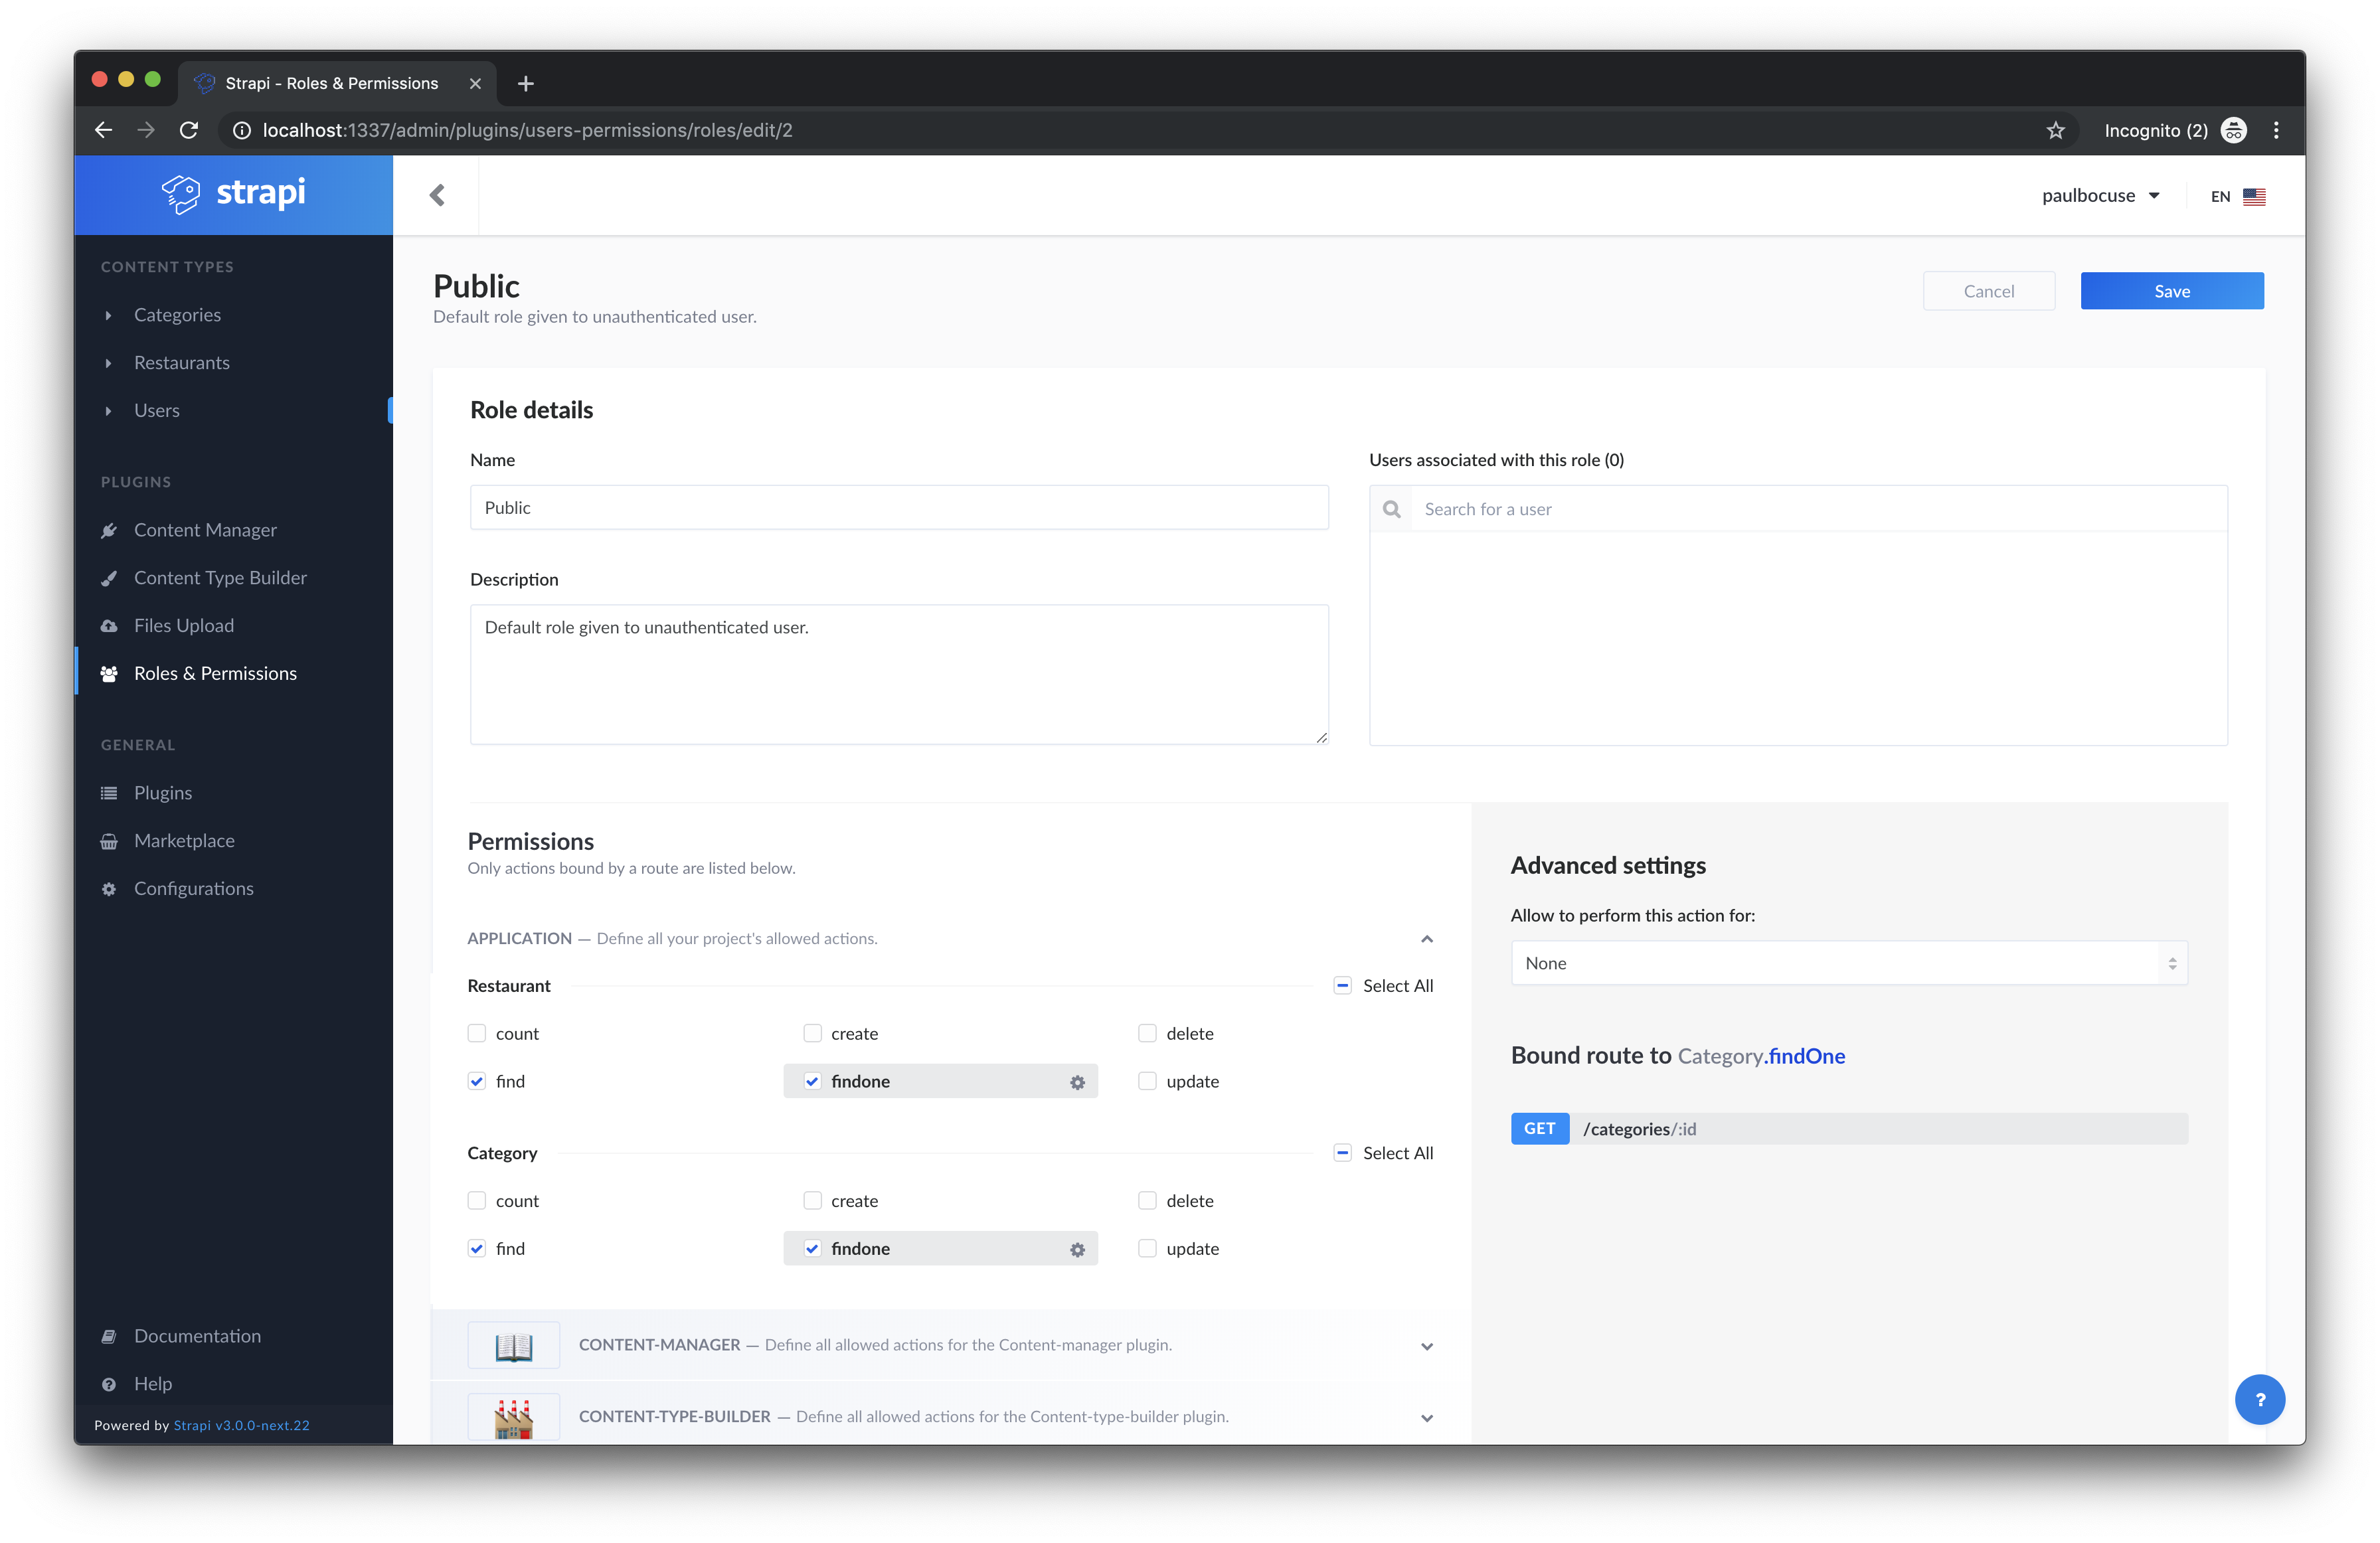 Strapi - Roles & Permissions
localhost:1337/admin/plugins/users-permissions/roles/edit/2
Incognito (2)
strapi
paulbocuse
EN
CONTENT TYPES
Categories
Restaurants
Users
PLUGINS
Content Manager
Content Type Builder
Files Upload
Roles & Permissions
GENERAL
Plugins
Marketplace
Configurations
Documentation
Help
Powered by Strapi v3.0.0-next.22
Public
Default role given to unauthenticated user.
Cancel
Save
Role details
Name
Public
Description
Default role given to unauthenticated user.
Users associated with this role (0)
Search for a user
Permissions
Only actions bound by a route are listed below.
APPLICATION — Define all your project's allowed actions.
Restaurant
Select All
count
create
delete
find
findone
update
Category
Select All
count
create
delete
find
findone
update
CONTENT-MANAGER — Define all allowed actions for the Content-manager plugin.
CONTENT-TYPE-BUILDER — Define all allowed actions for the Content-type-builder plugin.
Advanced settings
Allow to perform this action for:
None
Bound route to Category.findOne
GET /categories/:id
?